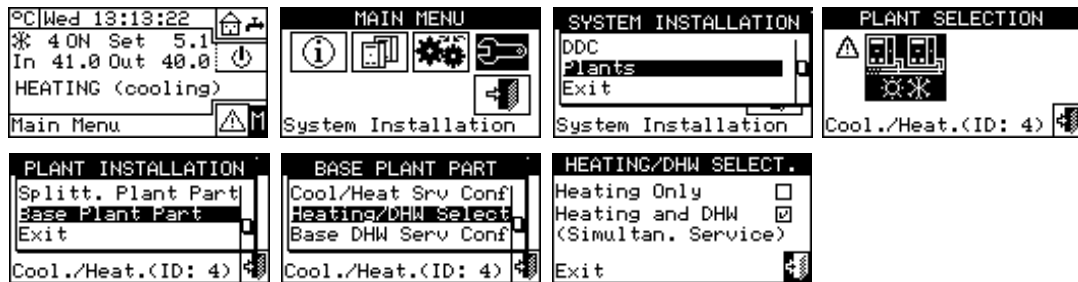 ºC Wed 13:13:22
4 ON Set 5.1
In 41.0 Out 40.0
HEATING (cooling)
Main Menu M
MAIN MENU
System Installation
SYSTEM INSTALLATION
DDC
Plants
Exit
System Installation
PLANT SELECTION
Cool./Heat.(ID: 4)
PLANT INSTALLATION
Splitt. Plant Part
Base Plant Part
Exit
Cool./Heat.(ID: 4)
BASE PLANT PART
Cool/Heat Srv Conf
Heating/DHW Select
Base DHW Serv Conf
Cool./Heat.(ID: 4)
HEATING/DHW SELECT.
Heating Only
Heating and DHW
(Simultan. Service)
Exit